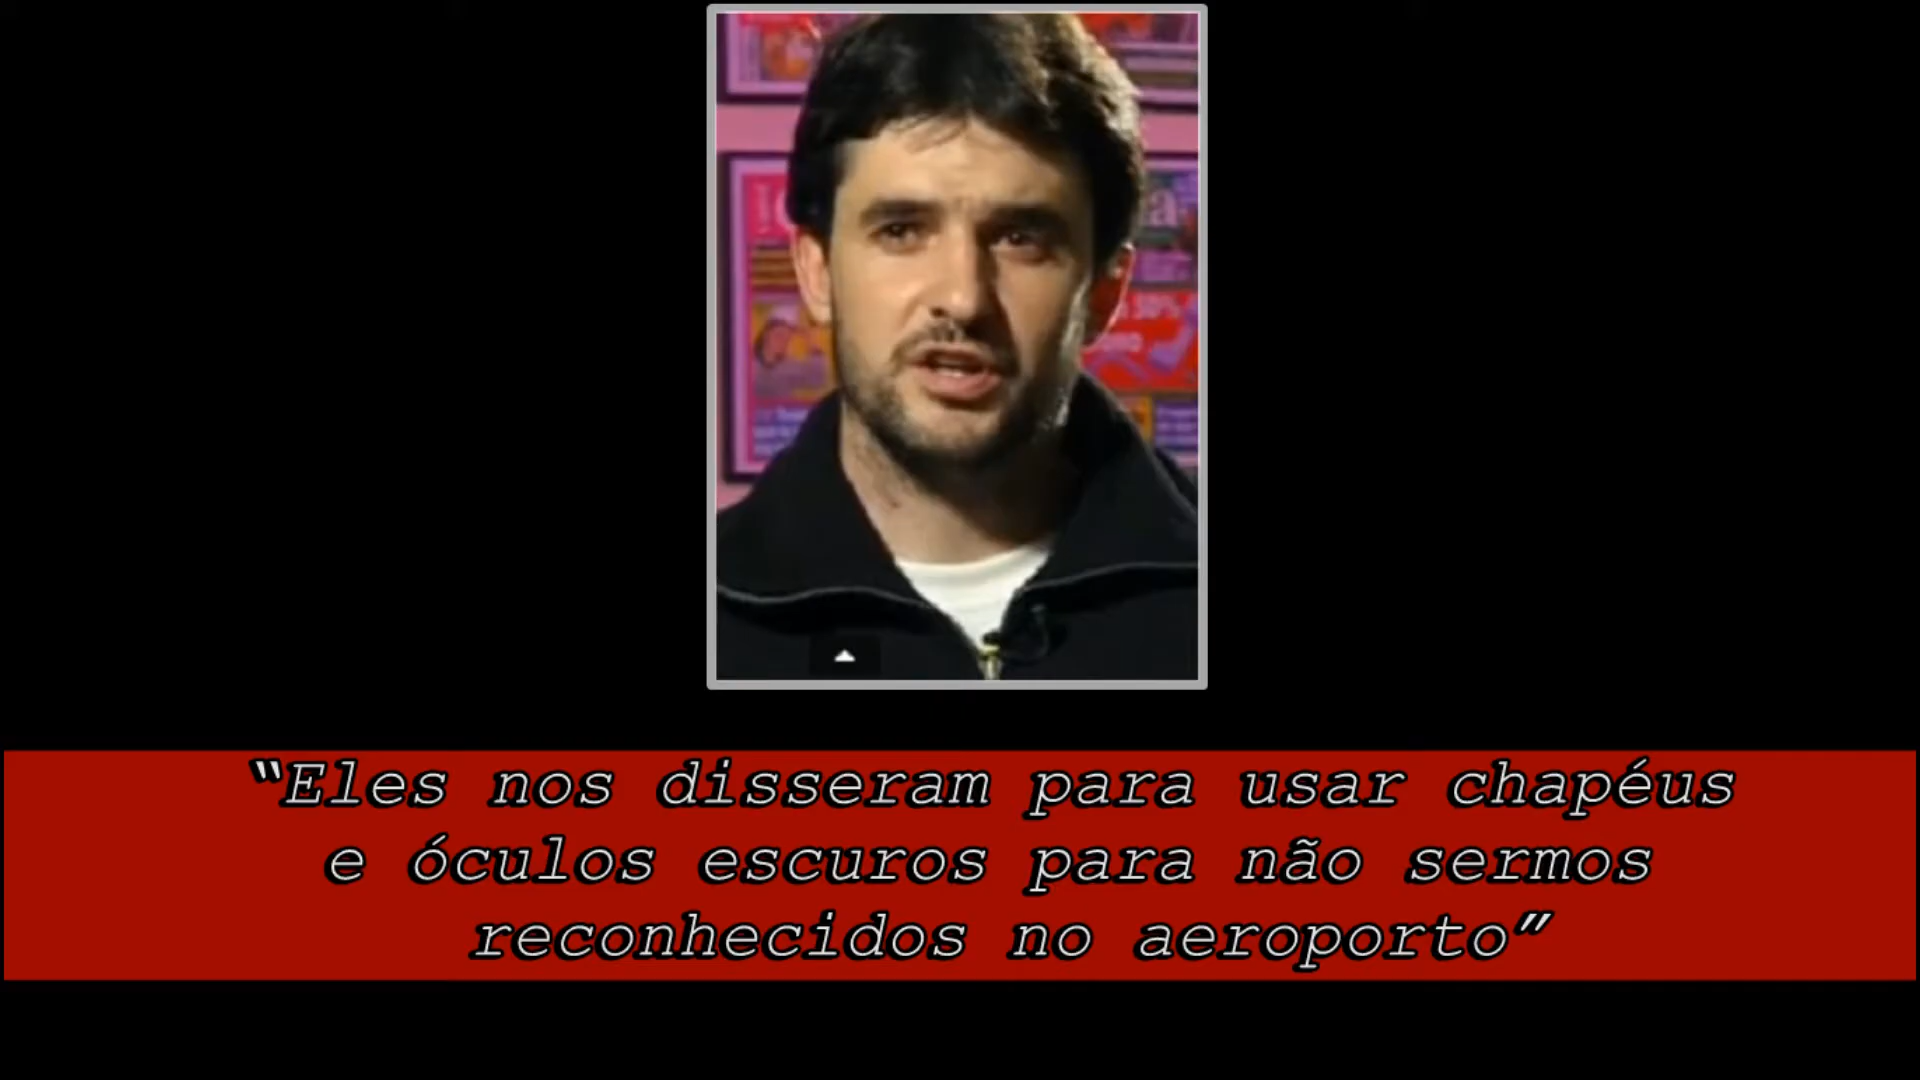 “Eles nos disseram para usar chapéus
e óculos escuros para não sermos
reconhecidos no aeroporto”